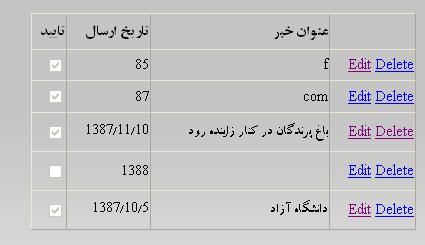 عنوان خبر تاریخ ارسال تایید
Edit Delete f 85
Edit Delete com 87
Edit Delete باغ پرندگان در کنار زاینده رود 1387/11/10
Edit Delete 1388
Edit Delete دانشگاه آزاد 1387/10/5